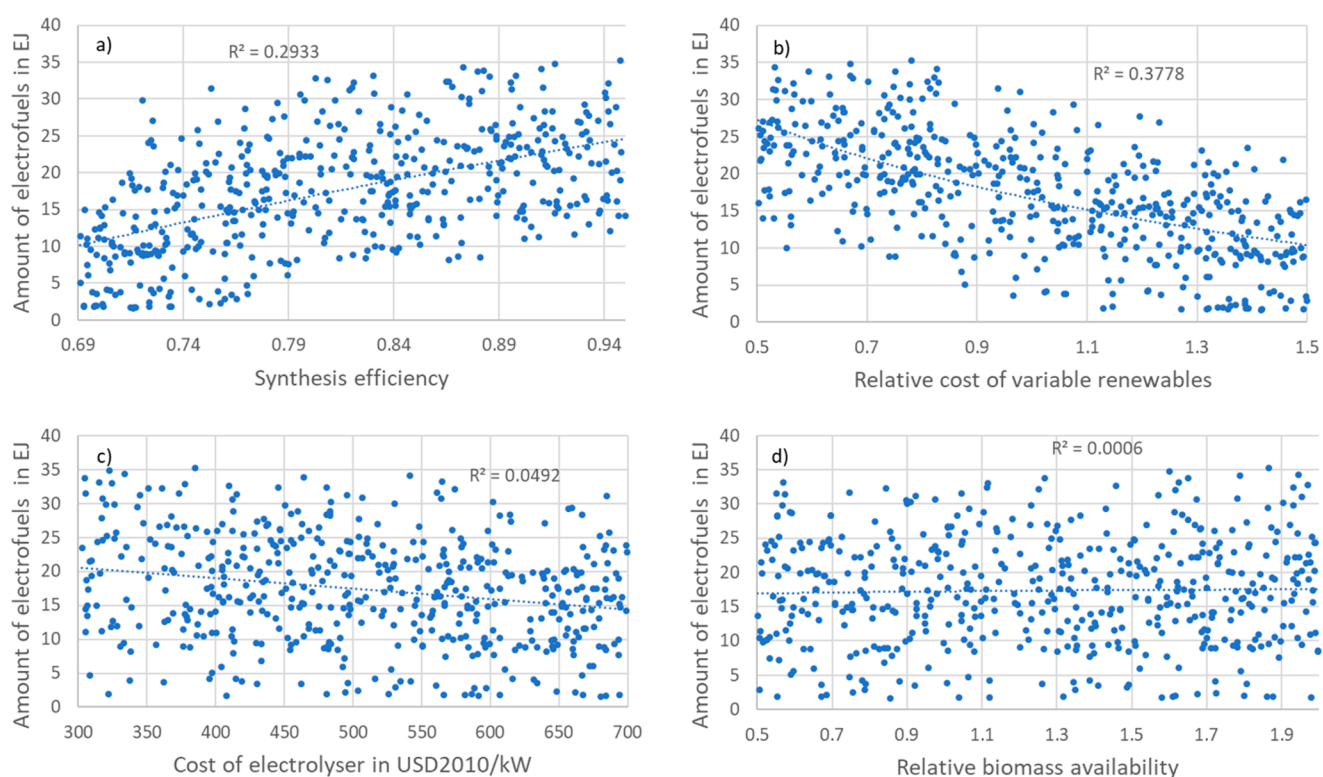 a)
R² = 0.2933
Amount of electrofuels in EJ
40
35
30
25
20
15
10
5
0
0.69 0.74 0.79 0.84 0.89 0.94
Synthesis efficiency
b)
R² = 0.3778
Amount of electrofuels in EJ
40
35
30
25
20
15
10
5
0
0.5 0.7 0.9 1.1 1.3 1.5
Relative cost of variable renewables
c)
R² = 0.0492
Amount of electrofuels in EJ
40
35
30
25
20
15
10
5
0
300 350 400 450 500 550 600 650 700
Cost of electrolyser in USD2010/kW
d)
R² = 0.0006
Amount of electrofuels in EJ
40
35
30
25
20
15
10
5
0
0.5 0.7 0.9 1.1 1.3 1.5 1.7 1.9
Relative biomass availability